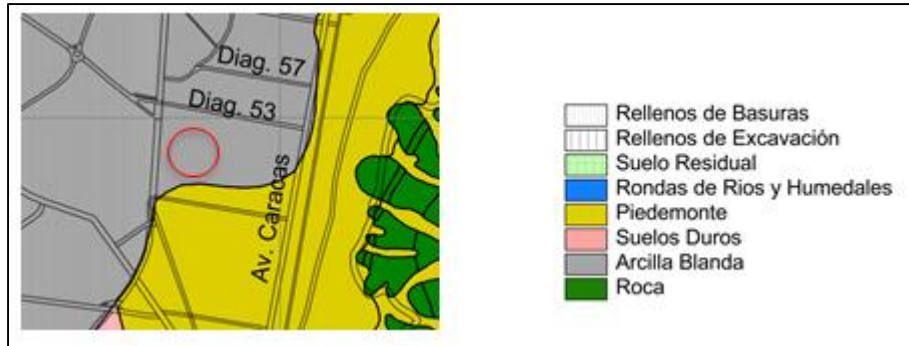 Diag. 57
Diag. 53
Av. Caracas
Rellenos de Basuras
Rellenos de Excavación
Suelo Residual
Rondas de Rios y Humedales
Piedemonte
Suelos Duros
Arcilla Blanda
Roca